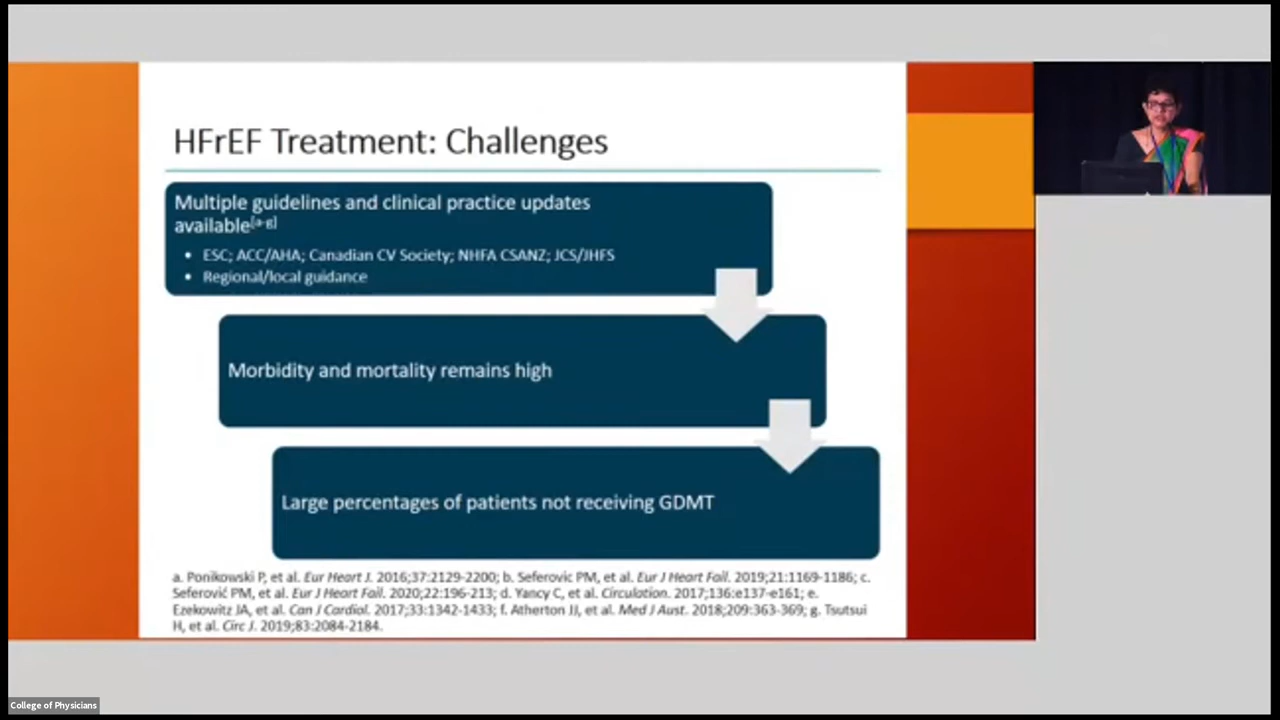 HFrEF Treatment: Challenges
Multiple guidelines and clinical practice updates
available[a-g]
• ESC; ACC/AHA; Canadian CV Society; NHFA CSANZ; JCS/JHFS
• Regional/local guidance
Morbidity and mortality remains high
Large percentages of patients not receiving GDMT
a. Ponikowski P, et al. Eur Heart J. 2016;37:2129-2200; b. Seferovic PM, et al. Eur J Heart Fail. 2019;21:1169-1186; c.
Seferović PM, et al. Eur J Heart Fail. 2020;22:196-213; d. Yancy C, et al. Circulation. 2017;136:e137-e161; e.
Ezekowitz JA, et al. Can J Cardiol. 2017;33:1342-1433; f. Atherton JJ, et al. Med J Aust. 2018;209:363-369; g. Tsutsui
H, et al. Circ J. 2019;83:2084-2184.
College of Physicians